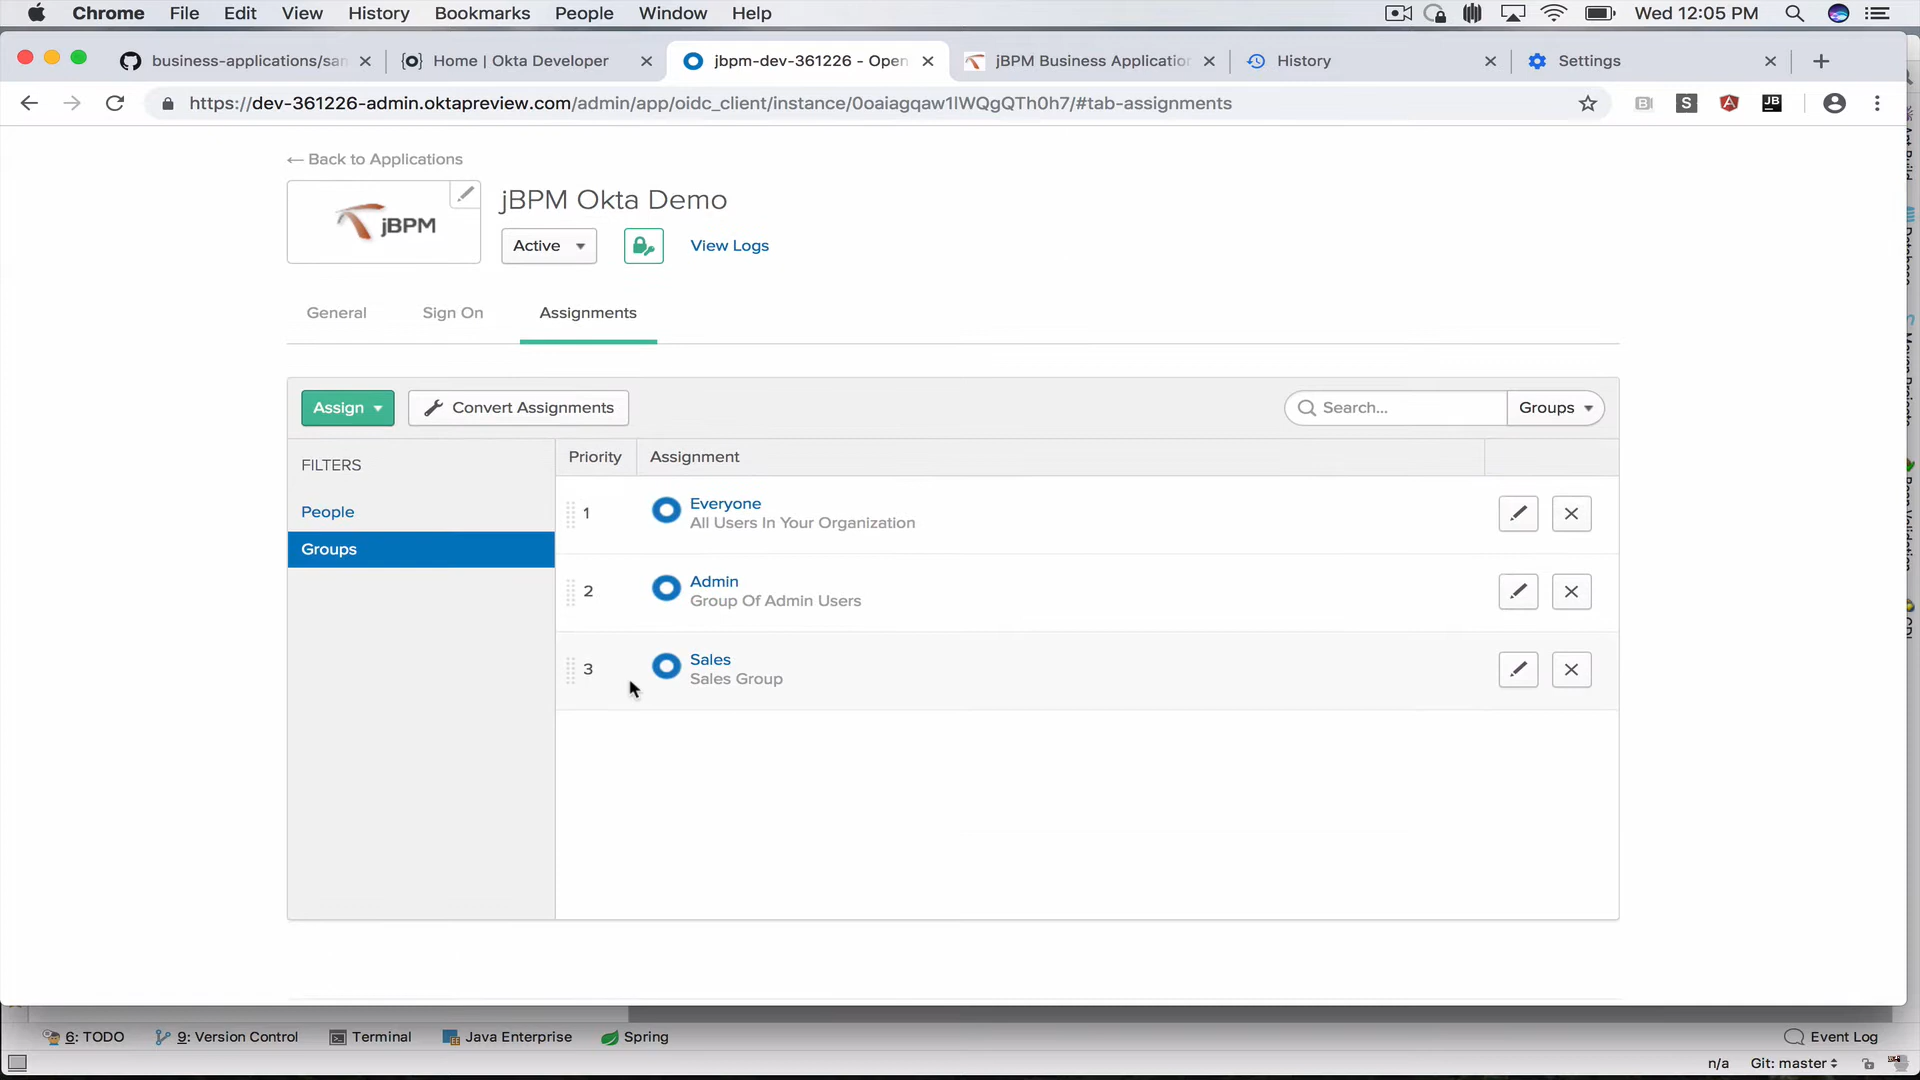 Chrome File Edit View History Bookmarks People Window Help Wed 12:05 PM
business-applications/san Home | Okta Developer jbpm-dev-361226 - Open jBPM Business Application History Settings
https://dev-361226-admin.oktapreview.com/admin/app/oidc_client/instance/0oaiagqaw1lWQgQTh0h7/#tab-assignments
← Back to Applications
jBPM
jBPM Okta Demo
Active View Logs
General Sign On Assignments
Assign Convert Assignments Search... Groups
FILTERS
People
Groups
Priority Assignment
1 Everyone
All Users In Your Organization
2 Admin
Group Of Admin Users
3 Sales
Sales Group
6: TODO 9: Version Control Terminal Java Enterprise Spring Event Log
n/a Git: master